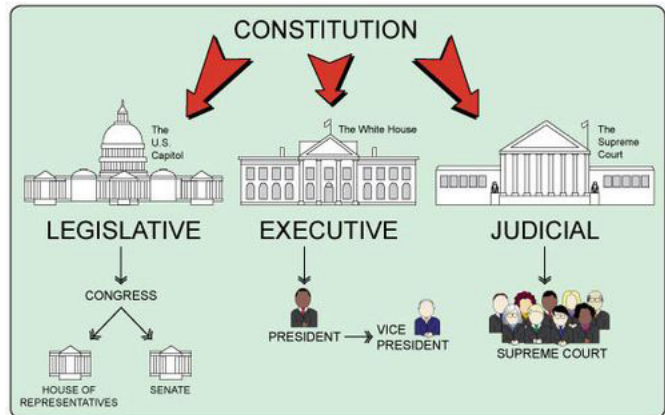 CONSTITUTION
The
U.S.
Capitol
The White House
The
Supreme
Court
LEGISLATIVE
EXECUTIVE
JUDICIAL
CONGRESS
HOUSE OF
REPRESENTATIVES
SENATE
PRESIDENT
VICE
PRESIDENT
SUPREME COURT